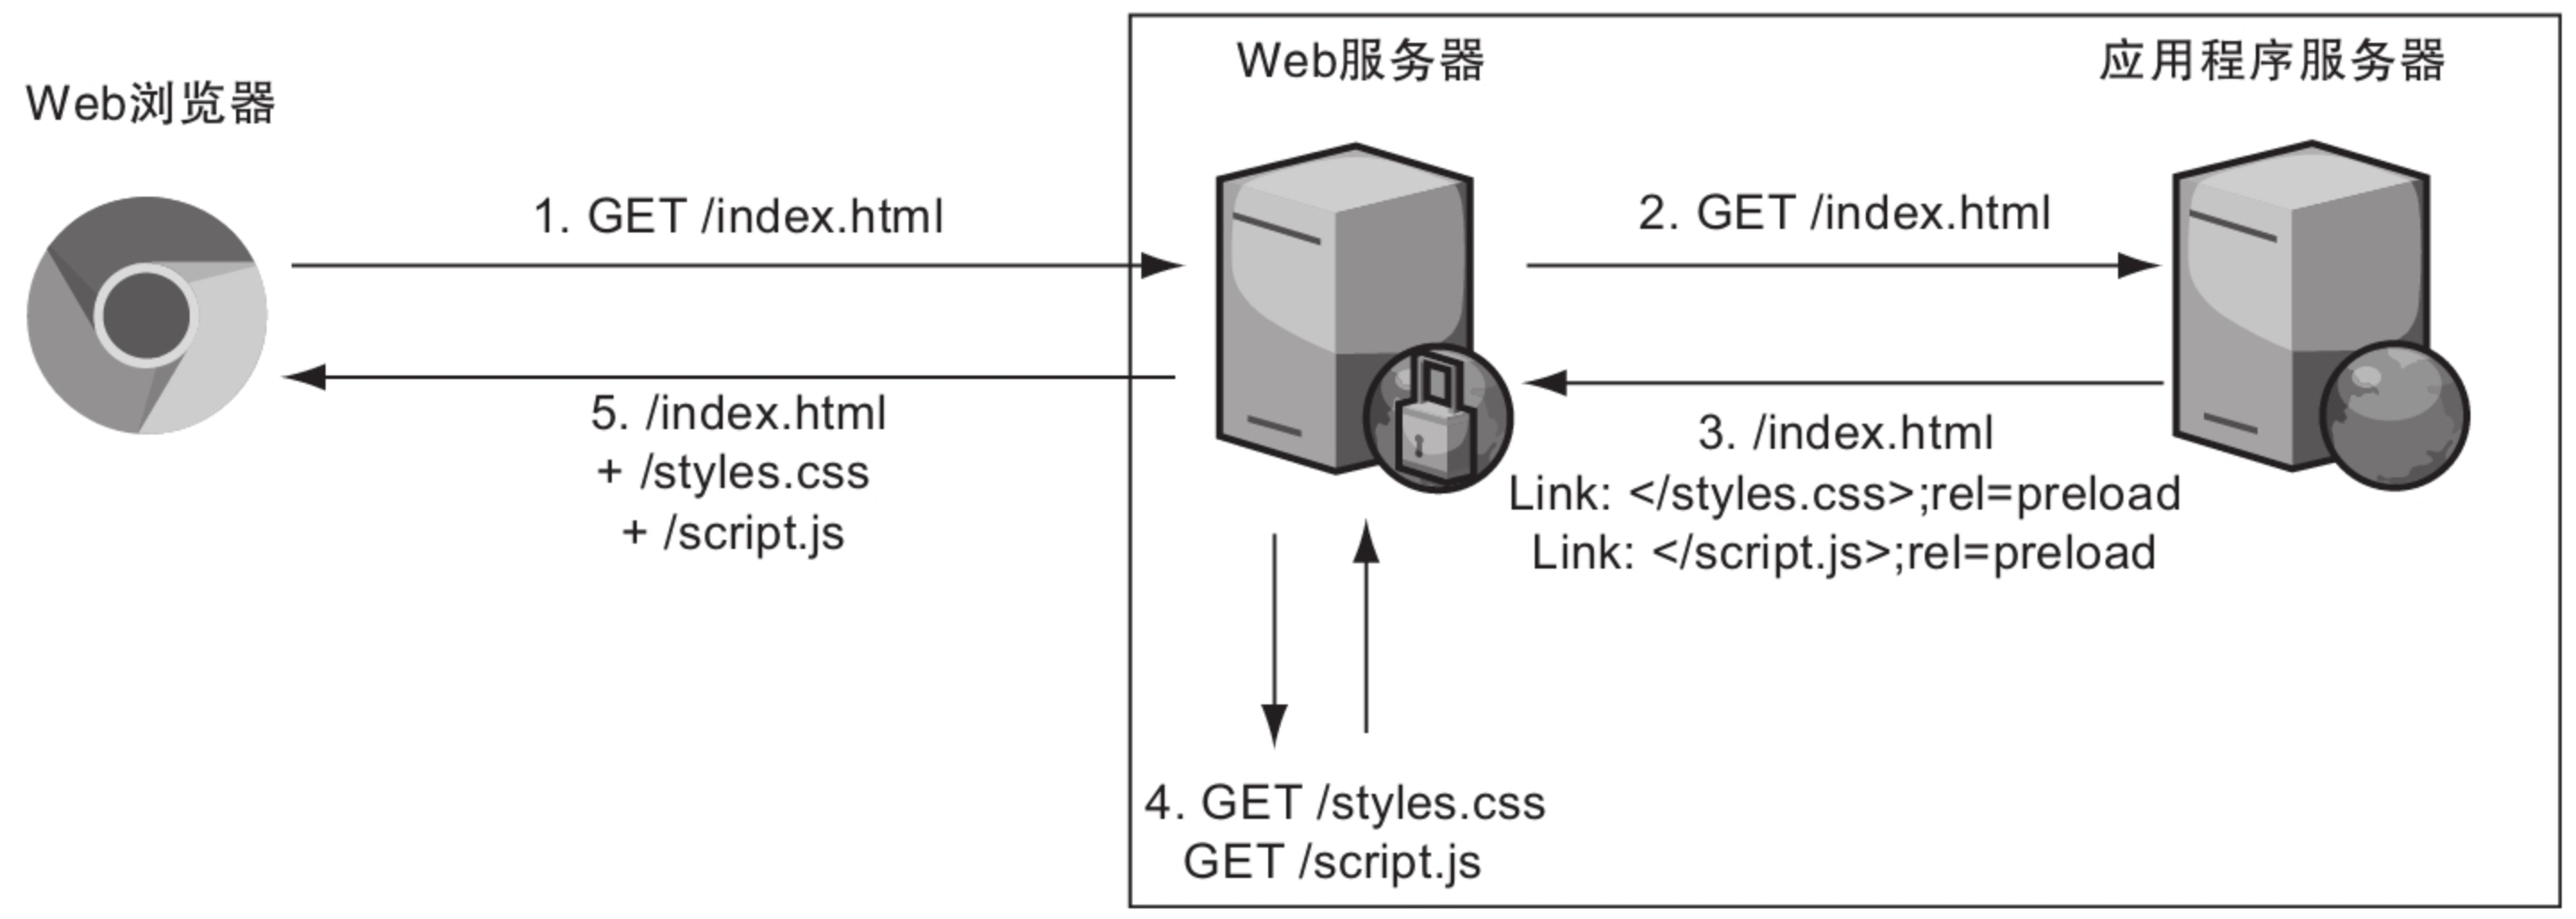 Web浏览器
Web服务器
应用程序服务器
1. GET /index.html
2. GET /index.html
5. /index.html
+ /styles.css
+ /script.js
3. /index.html
Link: </styles.css>;rel=preload
Link: </script.js>;rel=preload
4. GET /styles.css
GET /script.js